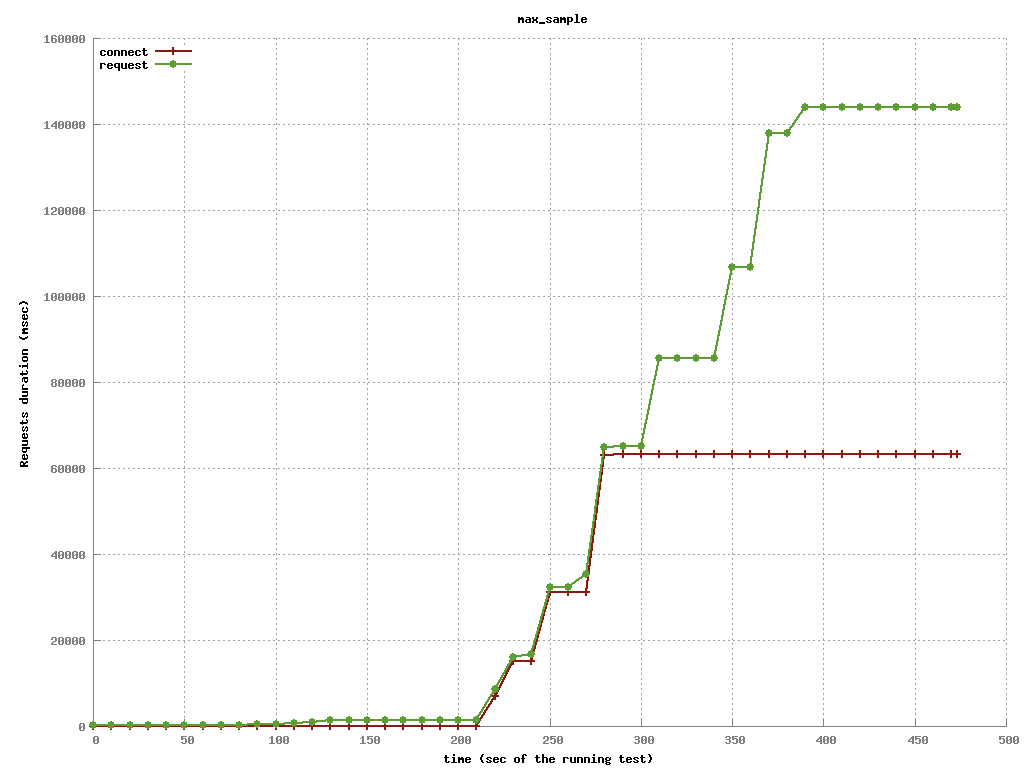 max_sample
connect
request
160000
140000
120000
100000
80000
60000
40000
20000
0
Requests duration (msec)
0 50 100 150 200 250 300 350 400 450 500
time (sec of the running test)